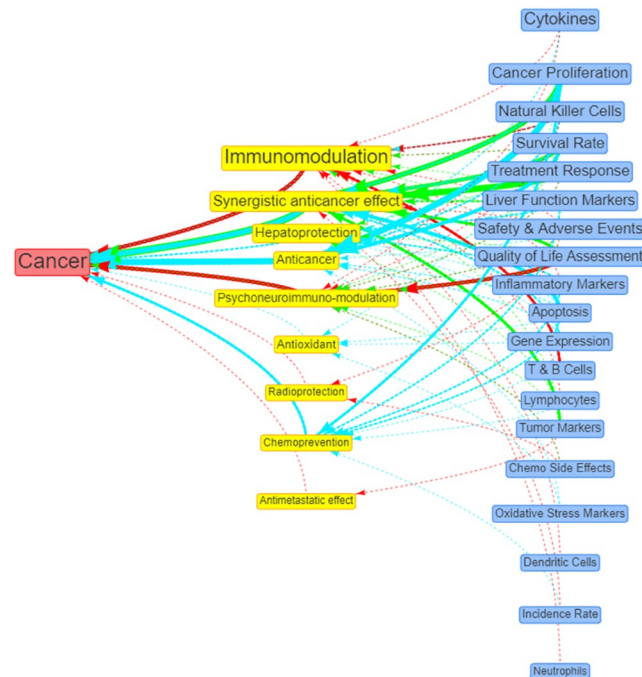 Cytokines
Cancer Proliferation
Natural Killer Cells
Survival Rate
Immunomodulation
Treatment Response
Synergistic anticancer effect
Liver Function Markers
Safety & Adverse Events
Hepatoprotection
Quality of Life Assessment
Cancer
Anticancer
Inflammatory Markers
Psychoneuroimmuno-modulation
Apoptosis
Antioxidant
Gene Expression
T & B Cells
Radioprotection
Lymphocytes
Tumor Markers
Chemoprevention
Chemo Side Effects
Antimetastatic effect
Oxidative Stress Markers
Dendritic Cells
Incidence Rate
Neutrophils